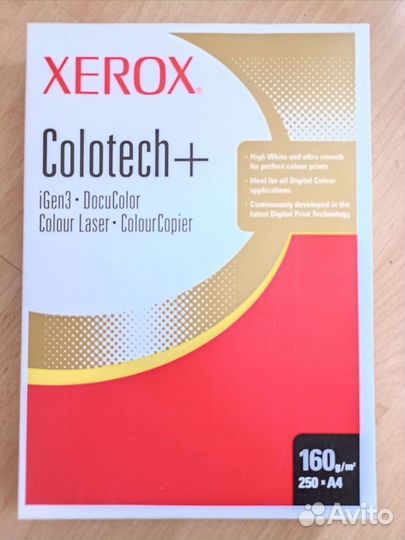 XEROX®
Colotech+
iGen3 • DocuColor
Colour Laser • ColourCopier
• High White and ultra smooth
for perfect colour prints
• Ideal for all Digital Colour
applications
• Continuously developed in the
latest Digital Print Technology
160g/m²
250 × A4
Avito